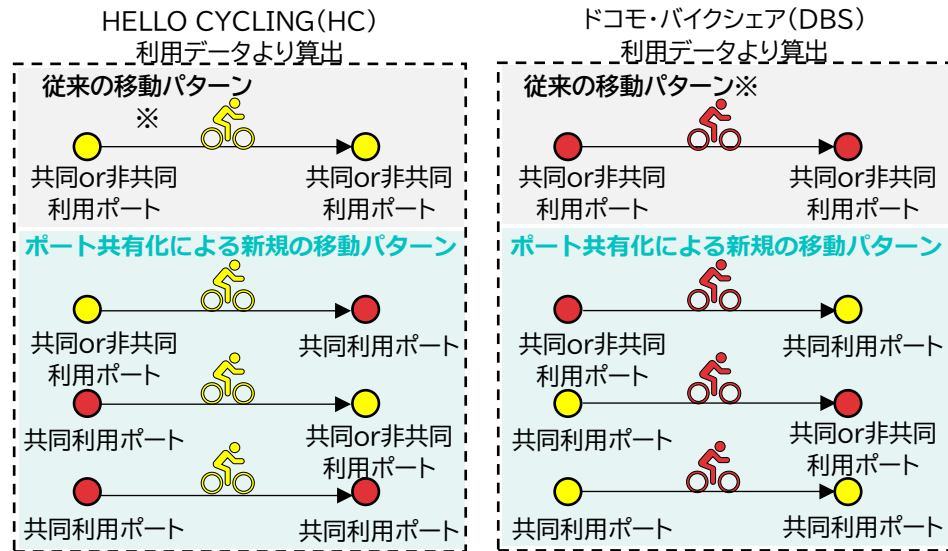 HELLO CYCLING(HC)
利用データより算出
従来の移動パターン
※
共同or非共同
利用ポート
共同or非共同
利用ポート
ポート共有化による新規の移動パターン
共同or非共同
利用ポート
共同利用ポート
共同利用ポート
共同or非共同
利用ポート
共同利用ポート
共同利用ポート
ドコモ・バイクシェア(DBS)
利用データより算出
従来の移動パターン※
共同or非共同
利用ポート
共同or非共同
利用ポート
ポート共有化による新規の移動パターン
共同or非共同
利用ポート
共同利用ポート
共同利用ポート
共同or非共同
利用ポート
共同利用ポート
共同利用ポート